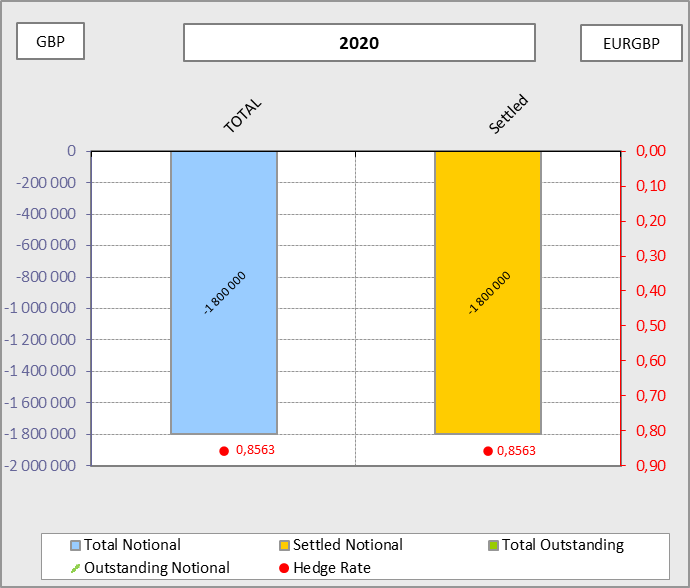 GBP
2020
EURGBP
TOTAL
Settled
0
-200 000
-400 000
-600 000
-800 000
-1 000 000
-1 200 000
-1 400 000
-1 600 000
-1 800 000
-2 000 000
-1 800 000
-1 800 000
0,8563
0,8563
0,00
0,10
0,20
0,30
0,40
0,50
0,60
0,70
0,80
0,90
Total Notional
Settled Notional
Total Outstanding
Outstanding Notional
Hedge Rate